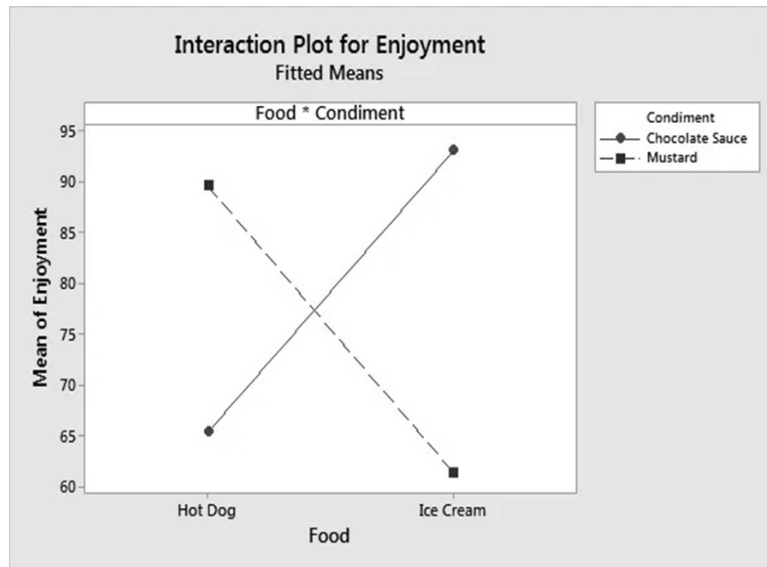 Interaction Plot for Enjoyment
Fitted Means
Food * Condiment
Condiment
Chocolate Sauce
Mustard
Mean of Enjoyment
95
90
85
80
75
70
65
60
Hot Dog
Ice Cream
Food